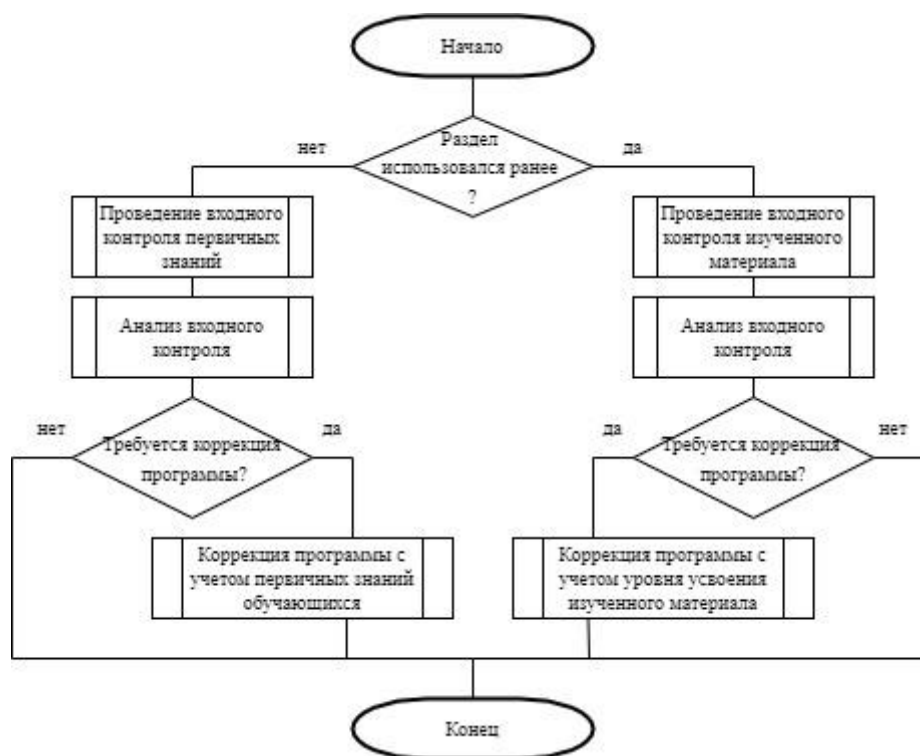 Начало
Раздел
использовался ранее
?
нет
да
Проведение входного
контроля первичных
знаний
Проведение входного
контроля изученного
материала
Анализ входного
контроля
Анализ входного
контроля
нет
Требуется коррекция
программы?
да
да
Требуется коррекция
программы?
нет
Коррекция программы с
учетом первичных знаний
обучающихся
Коррекция программы с
учетом уровня усвоения
изученного материала
Конец